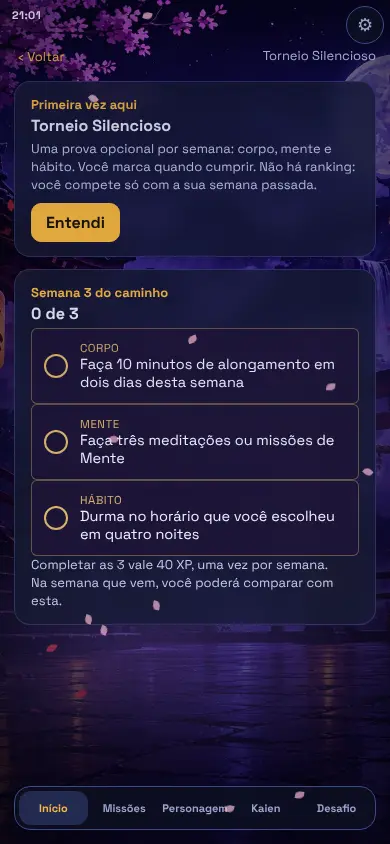 21:01
‹ Voltar
Torneio Silencioso
Primeira vez aqui
Torneio Silencioso
Uma prova opcional por semana: corpo, mente e
hábito. Você marca quando cumprir. Não há ranking:
você compete só com a sua semana passada.
Entendi
Semana 3 do caminho
0 de 3
CORPO
Faça 10 minutos de alongamento em
dois dias desta semana
MENTE
Faça três meditações ou missões de
Mente
HÁBITO
Durma no horário que você escolheu
em quatro noites
Completar as 3 vale 40 XP, uma vez por semana.
Na semana que vem, você poderá comparar com
esta.
Início
Missões
Personagem
Kaien
Desafio